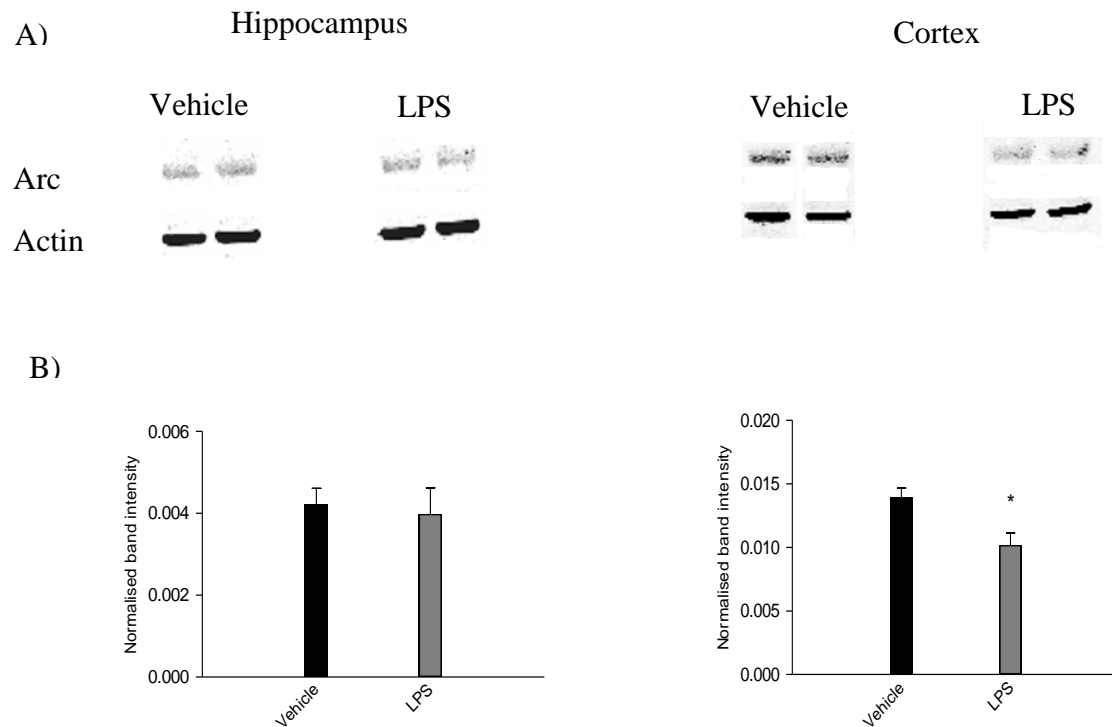 A)
Hippocampus
Cortex
Vehicle
LPS
Vehicle
LPS
Arc
Actin
B)
Normalised band intensity
0.006
0.004
0.002
0.000
Vehicle
LPS
Normalised band intensity
0.020
0.015
0.010
0.005
0.000
*
Vehicle
LPS